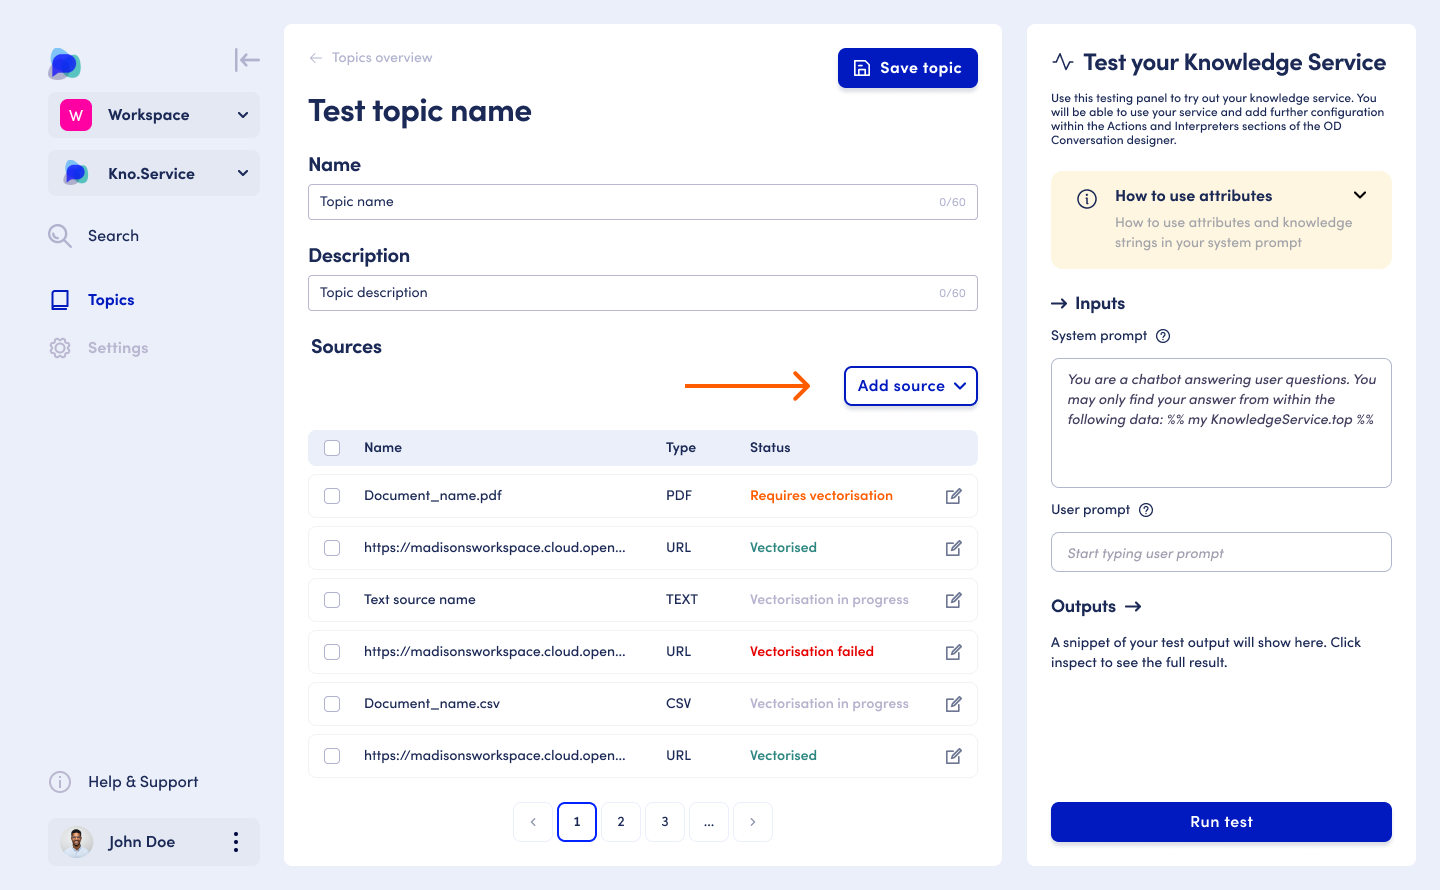 W
Workspace
Kno.Service
Search
Topics
Settings
Help & Support
John Doe
Topics overview
Save topic
Test topic name
Name
Topic name
0/60
Description
Topic description
0/60
Sources
Add source
Name Type Status
Document_name.pdf PDF Requires vectorisation
https://madisonsworkspace.cloud.open... URL Vectorised
Text source name TEXT Vectorisation in progress
https://madisonsworkspace.cloud.open... URL Vectorisation failed
Document_name.csv CSV Vectorisation in progress
https://madisonsworkspace.cloud.open... URL Vectorised
< 1 2 3 ... >
Test your Knowledge Service
Use this testing panel to try out your knowledge service. You
will be able to use your service and add further configuration
within the Actions and Interpreters sections of the OD
Conversation designer.
How to use attributes
How to use attributes and knowledge
strings in your system prompt
Inputs
System prompt
You are a chatbot answering user questions. You
may only find your answer from within the
following data: %% my KnowledgeService.top %%
User prompt
Start typing user prompt
Outputs
A snippet of your test output will show here. Click
inspect to see the full result.
Run test